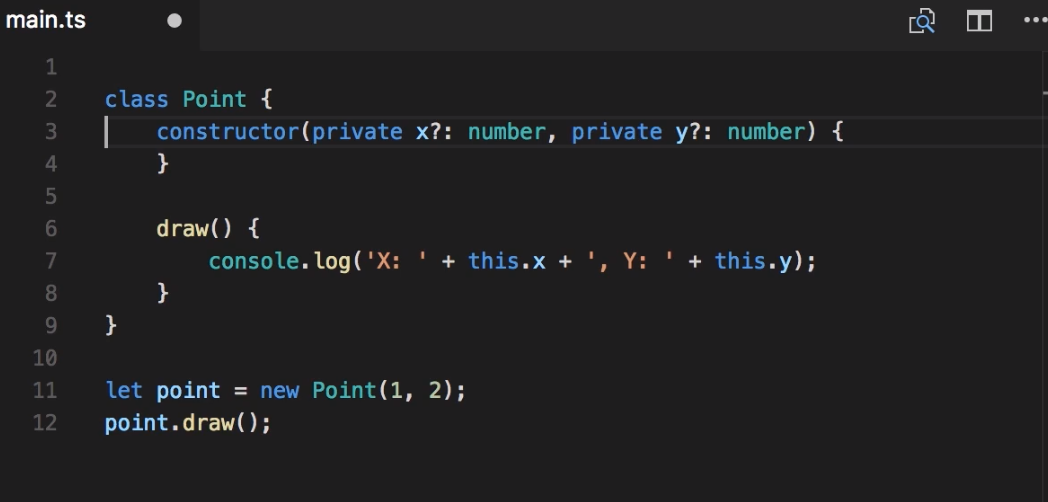 main.ts
1
2 class Point {
3 constructor(private x?: number, private y?: number) {
4 }
5
6 draw() {
7 console.log('X: ' + this.x + ', Y: ' + this.y);
8 }
9 }
10
11 let point = new Point(1, 2);
12 point.draw();